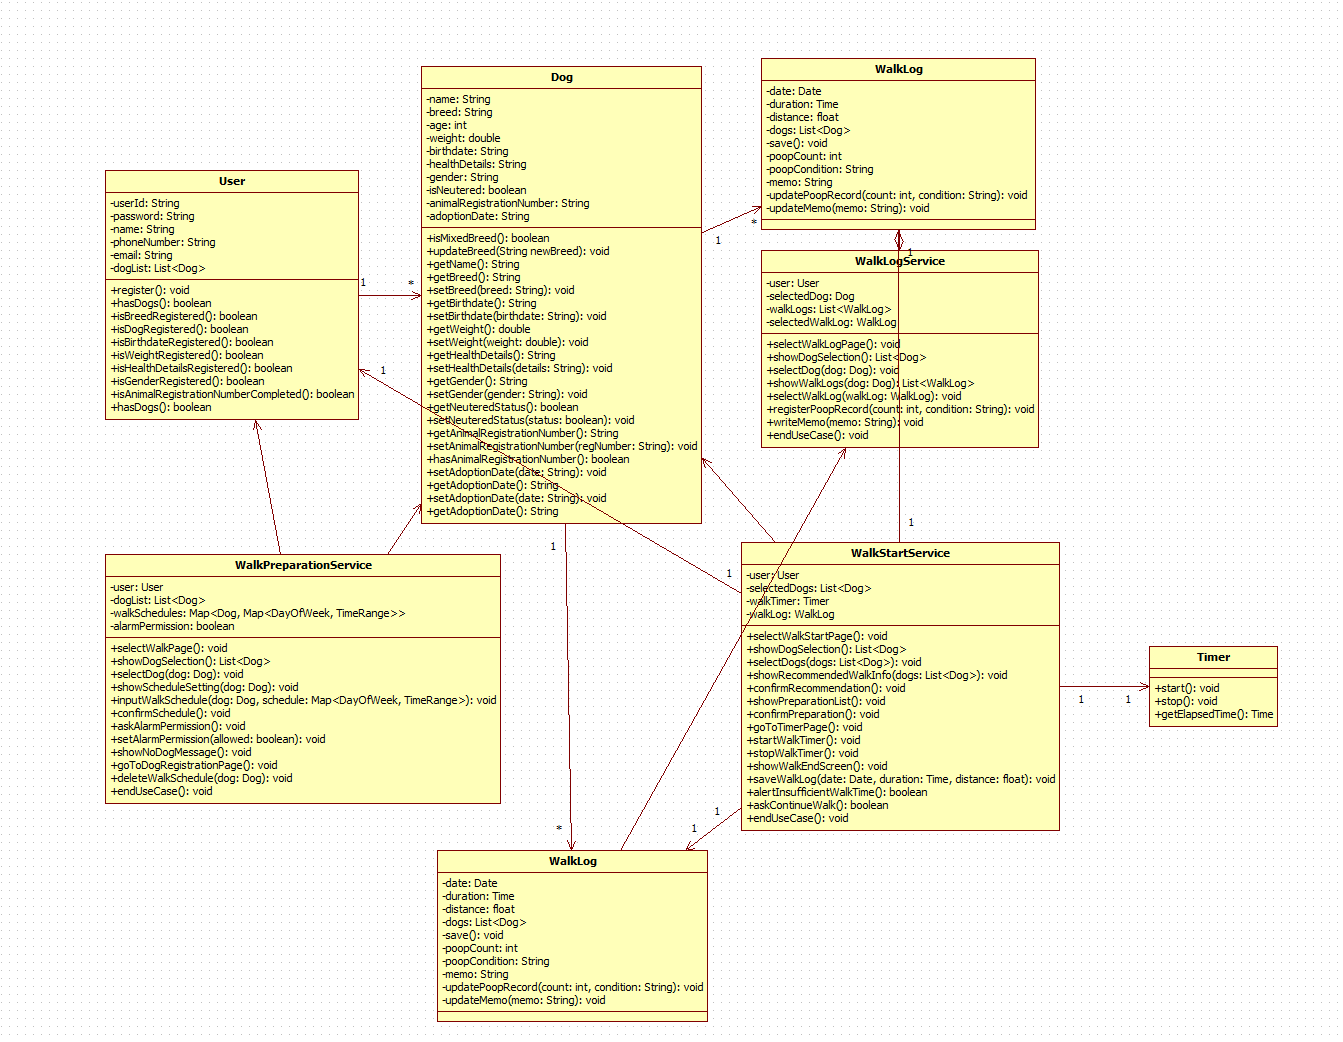 Dog
-name: String
-breed: String
-age: int
-weight: double
-birthdate: String
-healthDetails: String
-gender: String
-isNeutered: boolean
-animalRegistrationNumber: String
-adoptionDate: String
+isMixedBreed(): boolean
+updateBreed(String newBreed): void
+getName(): String
+getBreed(): String
+setBreed(breed: String): void
+getBirthdate(): String
+setBirthdate(birthdate: String): void
+getWeight(): double
+setWeight(weight: double): void
+getHealthDetails(): String
+setHealthDetails(details: String): void
+getGender(): String
+setGender(gender: String): void
+getNeuteredStatus(): boolean
+setNeuteredStatus(status: boolean): void
+getAnimalRegistrationNumber(): String
+setAnimalRegistrationNumber(regNumber: String): void
+hasAnimalRegistrationNumber(): boolean
+setAdoptionDate(date: String): void
+getAdoptionDate(): String
+setAdoptionDate(date: String): void
+getAdoptionDate(): String
WalkLog
-date: Date
-duration: Time
-distance: float
-dogs: List<Dog>
-save(): void
-poopCount: int
-poopCondition: String
-memo: String
-updatePoopRecord(count: int, condition: String): void
-updateMemo(memo: String): void
1
*
User
-userId: String
-password: String
-name: String
-phoneNumber: String
-email: String
-dogList: List<Dog>
+register(): void
+hasDogs(): boolean
+isBreedRegistered(): boolean
+isDogRegistered(): boolean
+isBirthdateRegistered(): boolean
+isWeightRegistered(): boolean
+isHealthDetailsRegistered(): boolean
+isGenderRegistered(): boolean
+isAnimalRegistrationNumberCompleted(): boolean
+hasDogs(): boolean
1
*
1
1
WalkLogService
-user: User
-selectedDog: Dog
-walkLogs: List<WalkLog>
-selectedWalkLog: WalkLog
+selectWalkLogPage(): void
+showDogSelection(): List<Dog>
+selectDog(dog: Dog): void
+showWalkLogs(dog: Dog): List<WalkLog>
+selectWalkLog(walkLog: WalkLog): void
+registerPoopRecord(count: int, condition: String): void
+writeMemo(memo: String): void
+endUseCase(): void
1
1
1
WalkPreparationService
-user: User
-dogList: List<Dog>
-walkSchedules: Map<Dog, Map<DayOfWeek, TimeRange>>
-alarmPermission: boolean
+selectWalkPage(): void
+showDogSelection(): List<Dog>
+selectDog(dog: Dog): void
+showScheduleSetting(dog: Dog): void
+inputWalkSchedule(dog: Dog, schedule: Map<DayOfWeek, TimeRange>): void
+confirmSchedule(): void
+askAlarmPermission(): void
+setAlarmPermission(allowed: boolean): void
+showNoDogMessage(): void
+goToDogRegistrationPage(): void
+deleteWalkSchedule(dog: Dog): void
+endUseCase(): void
WalkStartService
-user: User
-selectedDogs: List<Dog>
-walkTimer: Timer
-walkLog: WalkLog
+selectWalkStartPage(): void
+showDogSelection(): List<Dog>
+selectDogs(dogs: List<Dog>): void
+showRecommendedWalkInfo(dogs: List<Dog>): void
+confirmRecommendation(): void
+showPreparationList(): void
+confirmPreparation(): void
+goToTimerPage(): void
+startWalkTimer(): void
+stopWalkTimer(): void
+showWalkEndScreen(): void
+saveWalkLog(date: Date, duration: Time, distance: float): void
+alertInsufficientWalkTime(): boolean
+askContinueWalk(): boolean
+endUseCase(): void
Timer
+start(): void
+stop(): void
+getElapsedTime(): Time
1
1
1
1
*
WalkLog
-date: Date
-duration: Time
-distance: float
-dogs: List<Dog>
-save(): void
-poopCount: int
-poopCondition: String
-memo: String
-updatePoopRecord(count: int, condition: String): void
-updateMemo(memo: String): void